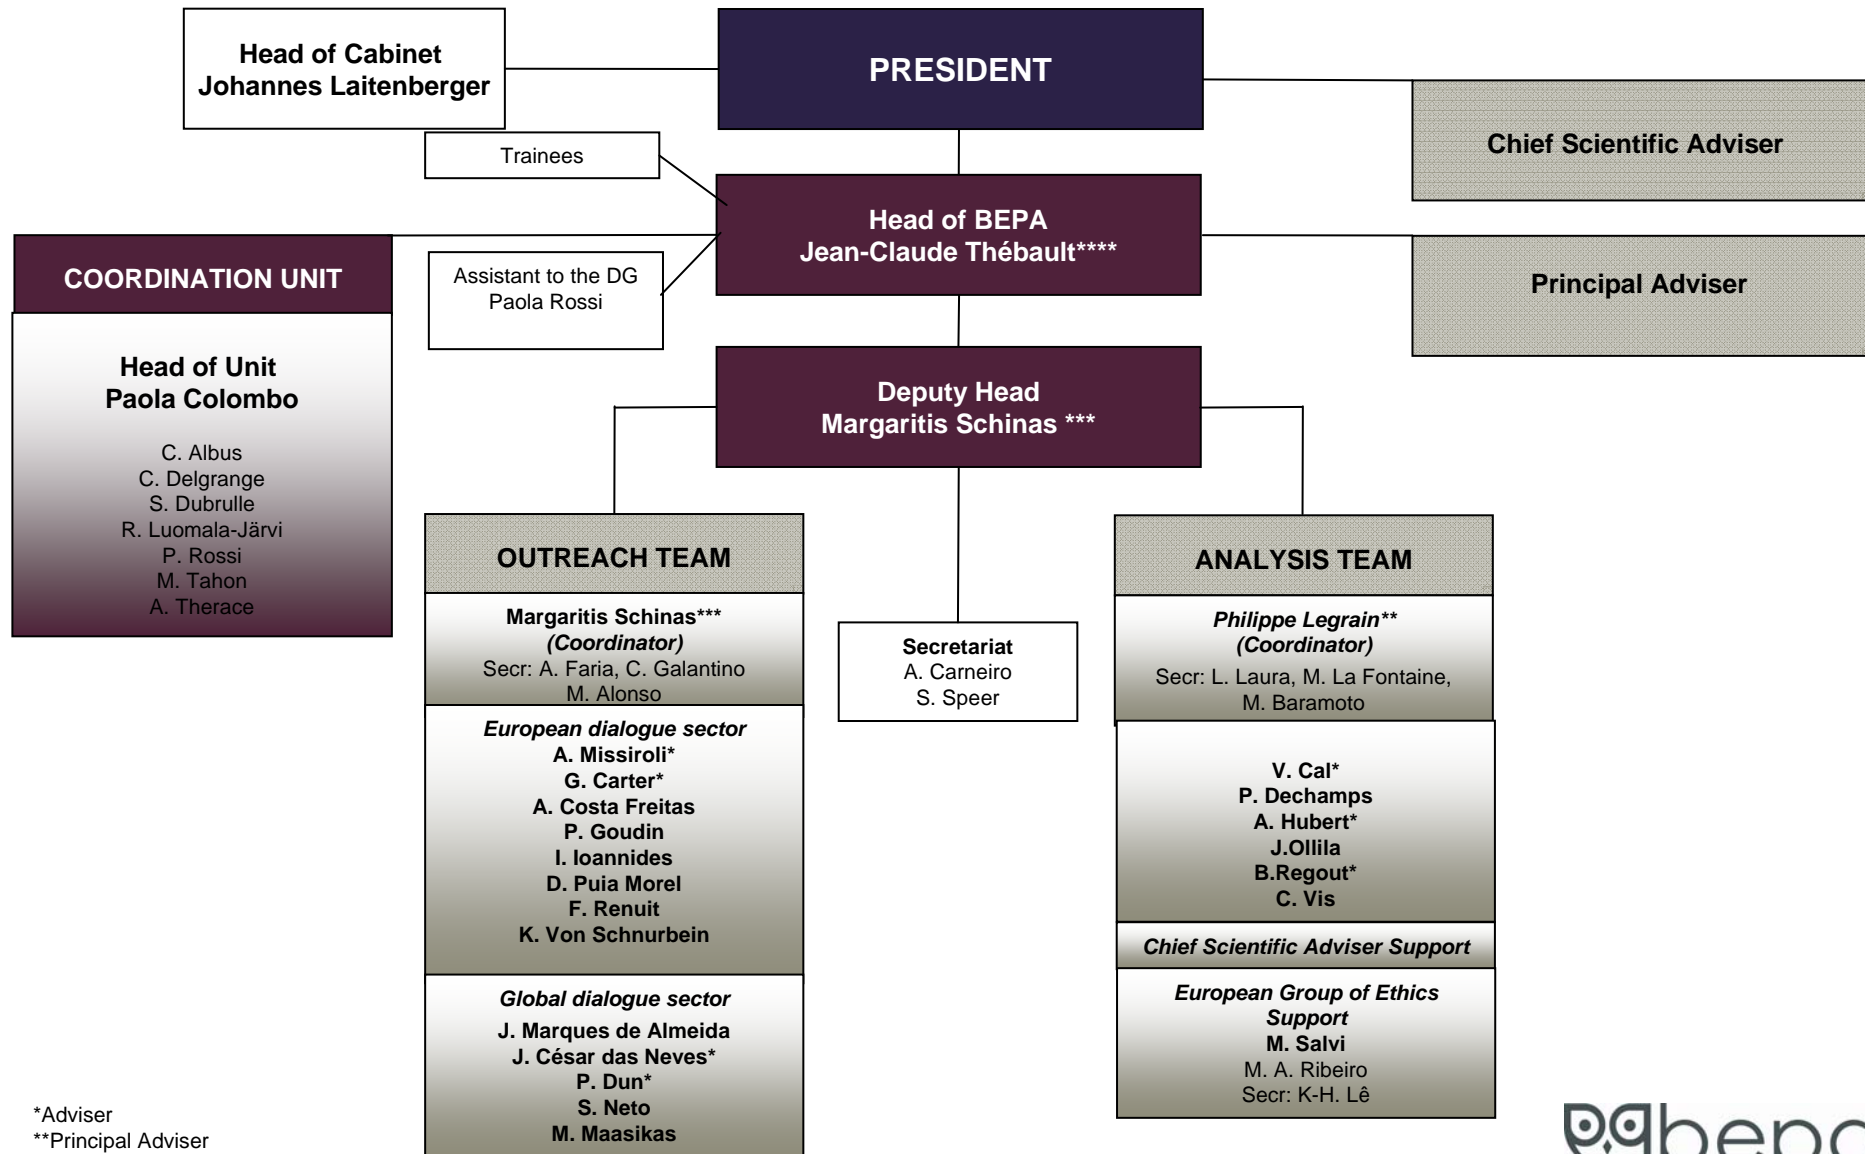 Head of Cabinet
Johannes Laitenberger
PRESIDENT
Chief Scientific Adviser
Trainees
Head of BEPA
Jean-Claude Thébault****
Principal Adviser
Assistant to the DG
Paola Rossi
COORDINATION UNIT
Head of Unit
Paola Colombo
C. Albus
C. Delgrange
S. Dubrulle
R. Luomala-Järvi
P. Rossi
M. Tahon
A. Therace
Deputy Head
Margaritis Schinas ***
OUTREACH TEAM
Margaritis Schinas***
(Coordinator)
Secr: A. Faria, C. Galantino
M. Alonso
European dialogue sector
A. Missiroli*
G. Carter*
A. Costa Freitas
P. Goudin
I. Ioannides
D. Puia Morel
F. Renuit
K. Von Schnurbein
Global dialogue sector
J. Marques de Almeida
J. César das Neves*
P. Dun*
S. Neto
M. Maasikas
Secretariat
A. Carneiro
S. Speer
ANALYSIS TEAM
Philippe Legrain**
(Coordinator)
Secr: L. Laura, M. La Fontaine,
M. Baramoto
V. Cal*
P. Dechamps
A. Hubert*
J.Ollila
B.Regout*
C. Vis
Chief Scientific Adviser Support
European Group of Ethics
Support
M. Salvi
M. A. Ribeiro
Secr: K-H. Lê
*Adviser
**Principal Adviser
bepa